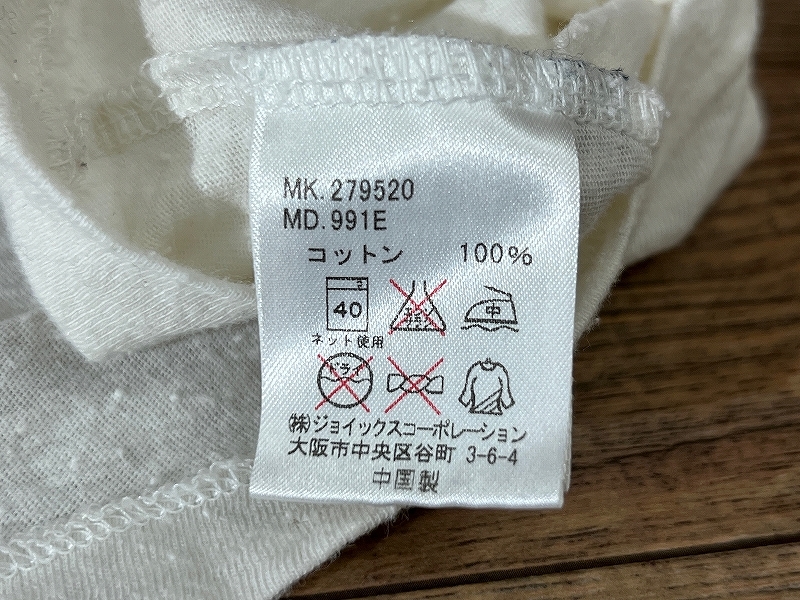 MK. 279520
MD. 991E
コットン 100%
40 中
ネット使用
ドライ
(株)ジョイックスコーポレーション
大阪市中央区谷町 3-6-4
中国製